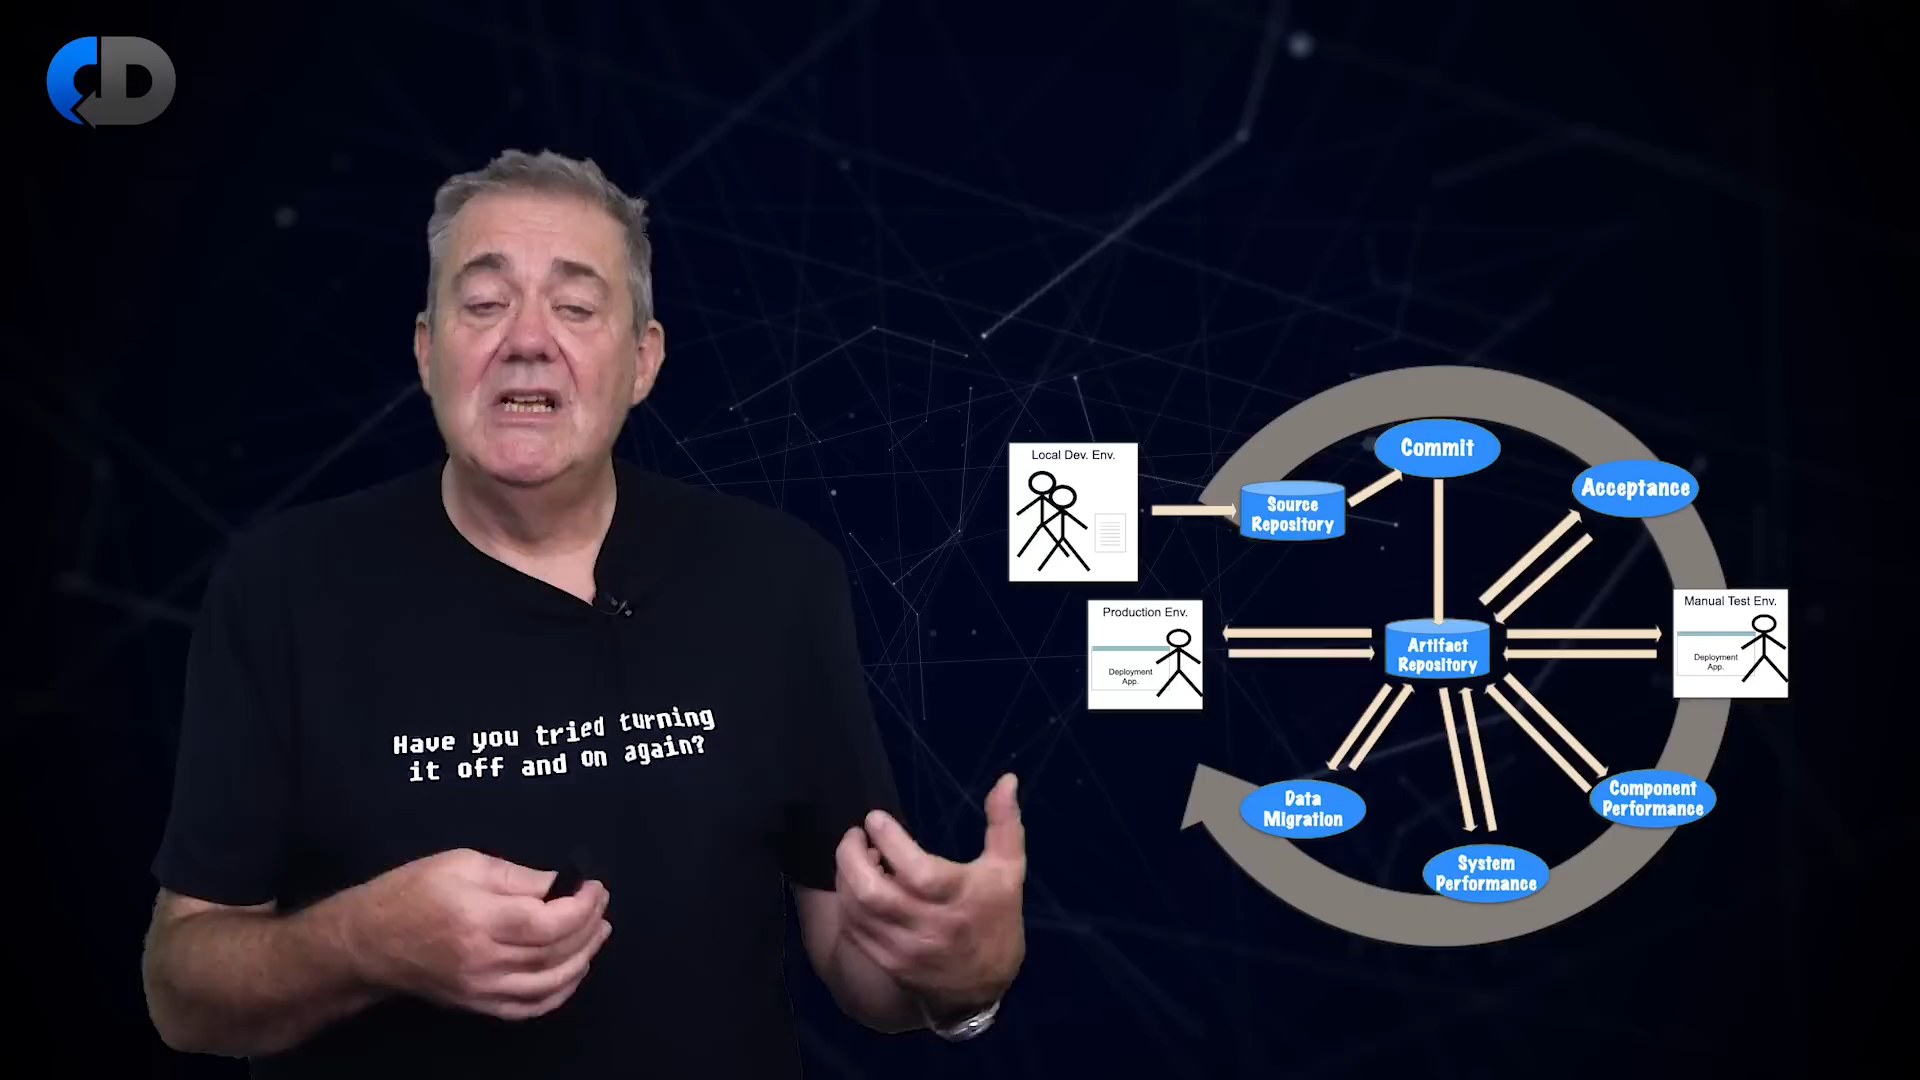 CD
Have you tried turning
it off and on again?
Local Dev. Env.
Source
Repository
Commit
Acceptance
Production Env.
Deployment
App.
Artifact
Repository
Manual Test Env.
Deployment
App.
Data
Migration
System
Performance
Component
Performance